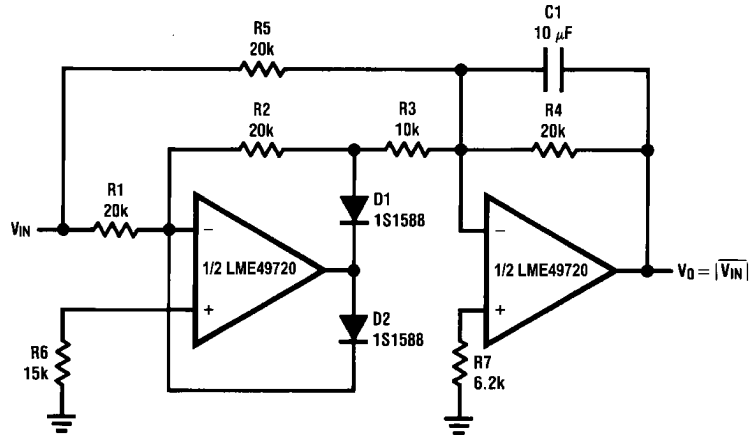 C1
10 μF
R5
20k
R2
20k
R3
10k
R4
20k
R1
20k
D1
1S1588
VIN
−
1/2 LME49720
+
−
1/2 LME49720
+
VO = |VIN|
D2
1S1588
R6
15k
R7
6.2k